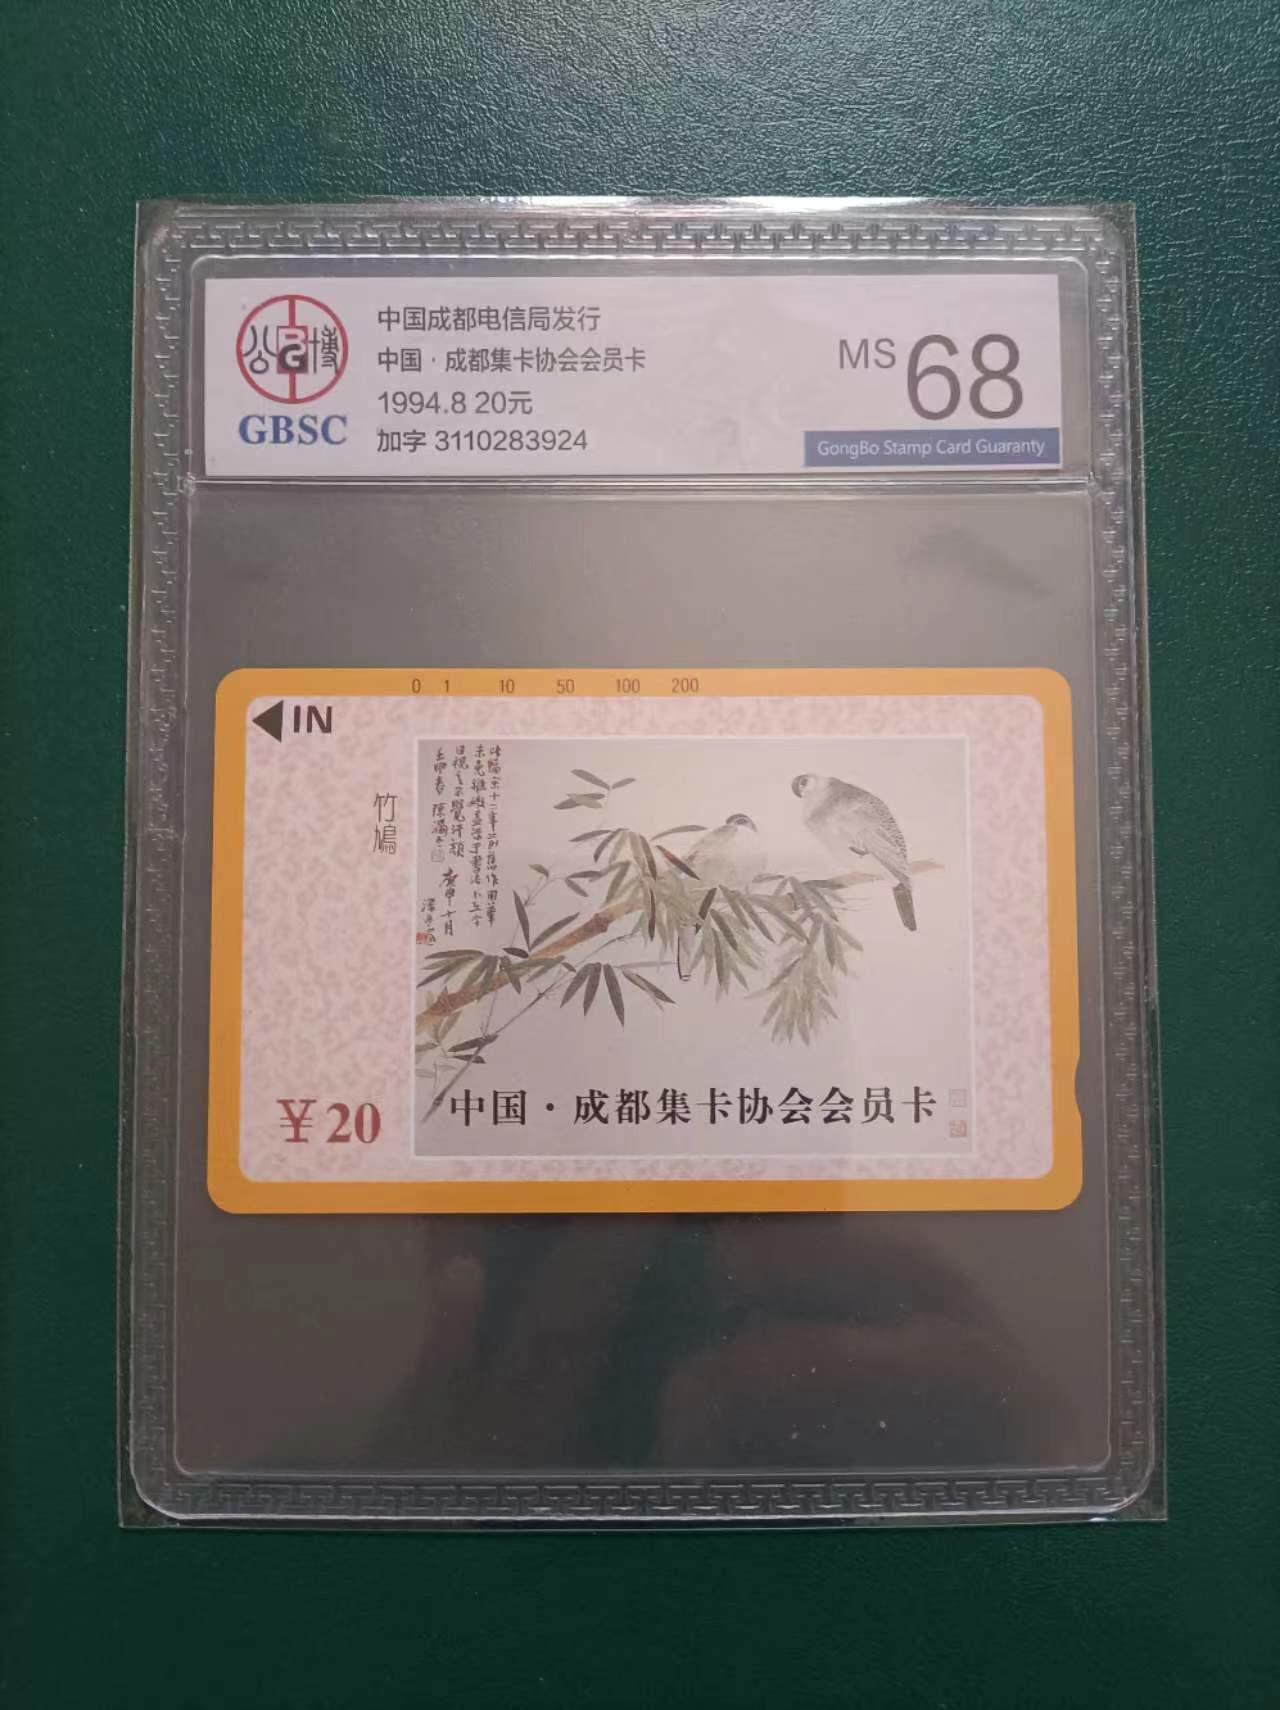 公 BG 博
GBSC
中国成都电信局发行
中国·成都集卡协会会员卡
1994.8 20元
加字 3110283924
MS 68
GongBo Stamp Card Guaranty
0 1 10 50 100 200
IN
竹鳩
¥20
中国·成都集卡协会会员卡